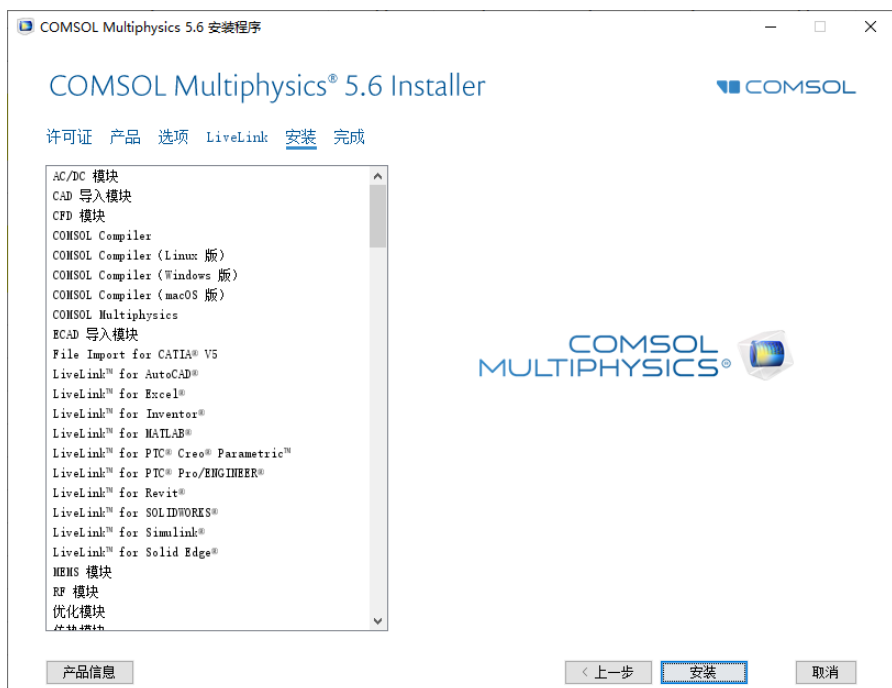 COMSOL Multiphysics 5.6 安装程序
COMSOL Multiphysics® 5.6 Installer
COMSOL
许可证 产品 选项 LiveLink 安装 完成
AC/DC 模块
CAD 导入模块
CFD 模块
COMSOL Compiler
COMSOL Compiler (Linux 版)
COMSOL Compiler (Windows 版)
COMSOL Compiler (macOS 版)
COMSOL Multiphysics
ECAD 导入模块
File Import for CATIA® V5
LiveLink™ for AutoCAD®
LiveLink™ for Excel®
LiveLink™ for Inventor®
LiveLink™ for MATLAB®
LiveLink™ for PTC® Creo® Parametric™
LiveLink™ for PTC® Pro/ENGINEER®
LiveLink™ for Revit®
LiveLink™ for SOLIDWORKS®
LiveLink™ for Simulink®
LiveLink™ for Solid Edge®
MEMS 模块
RF 模块
优化模块
COMSOL
MULTIPHYSICS®
产品信息
< 上一步
安装
取消